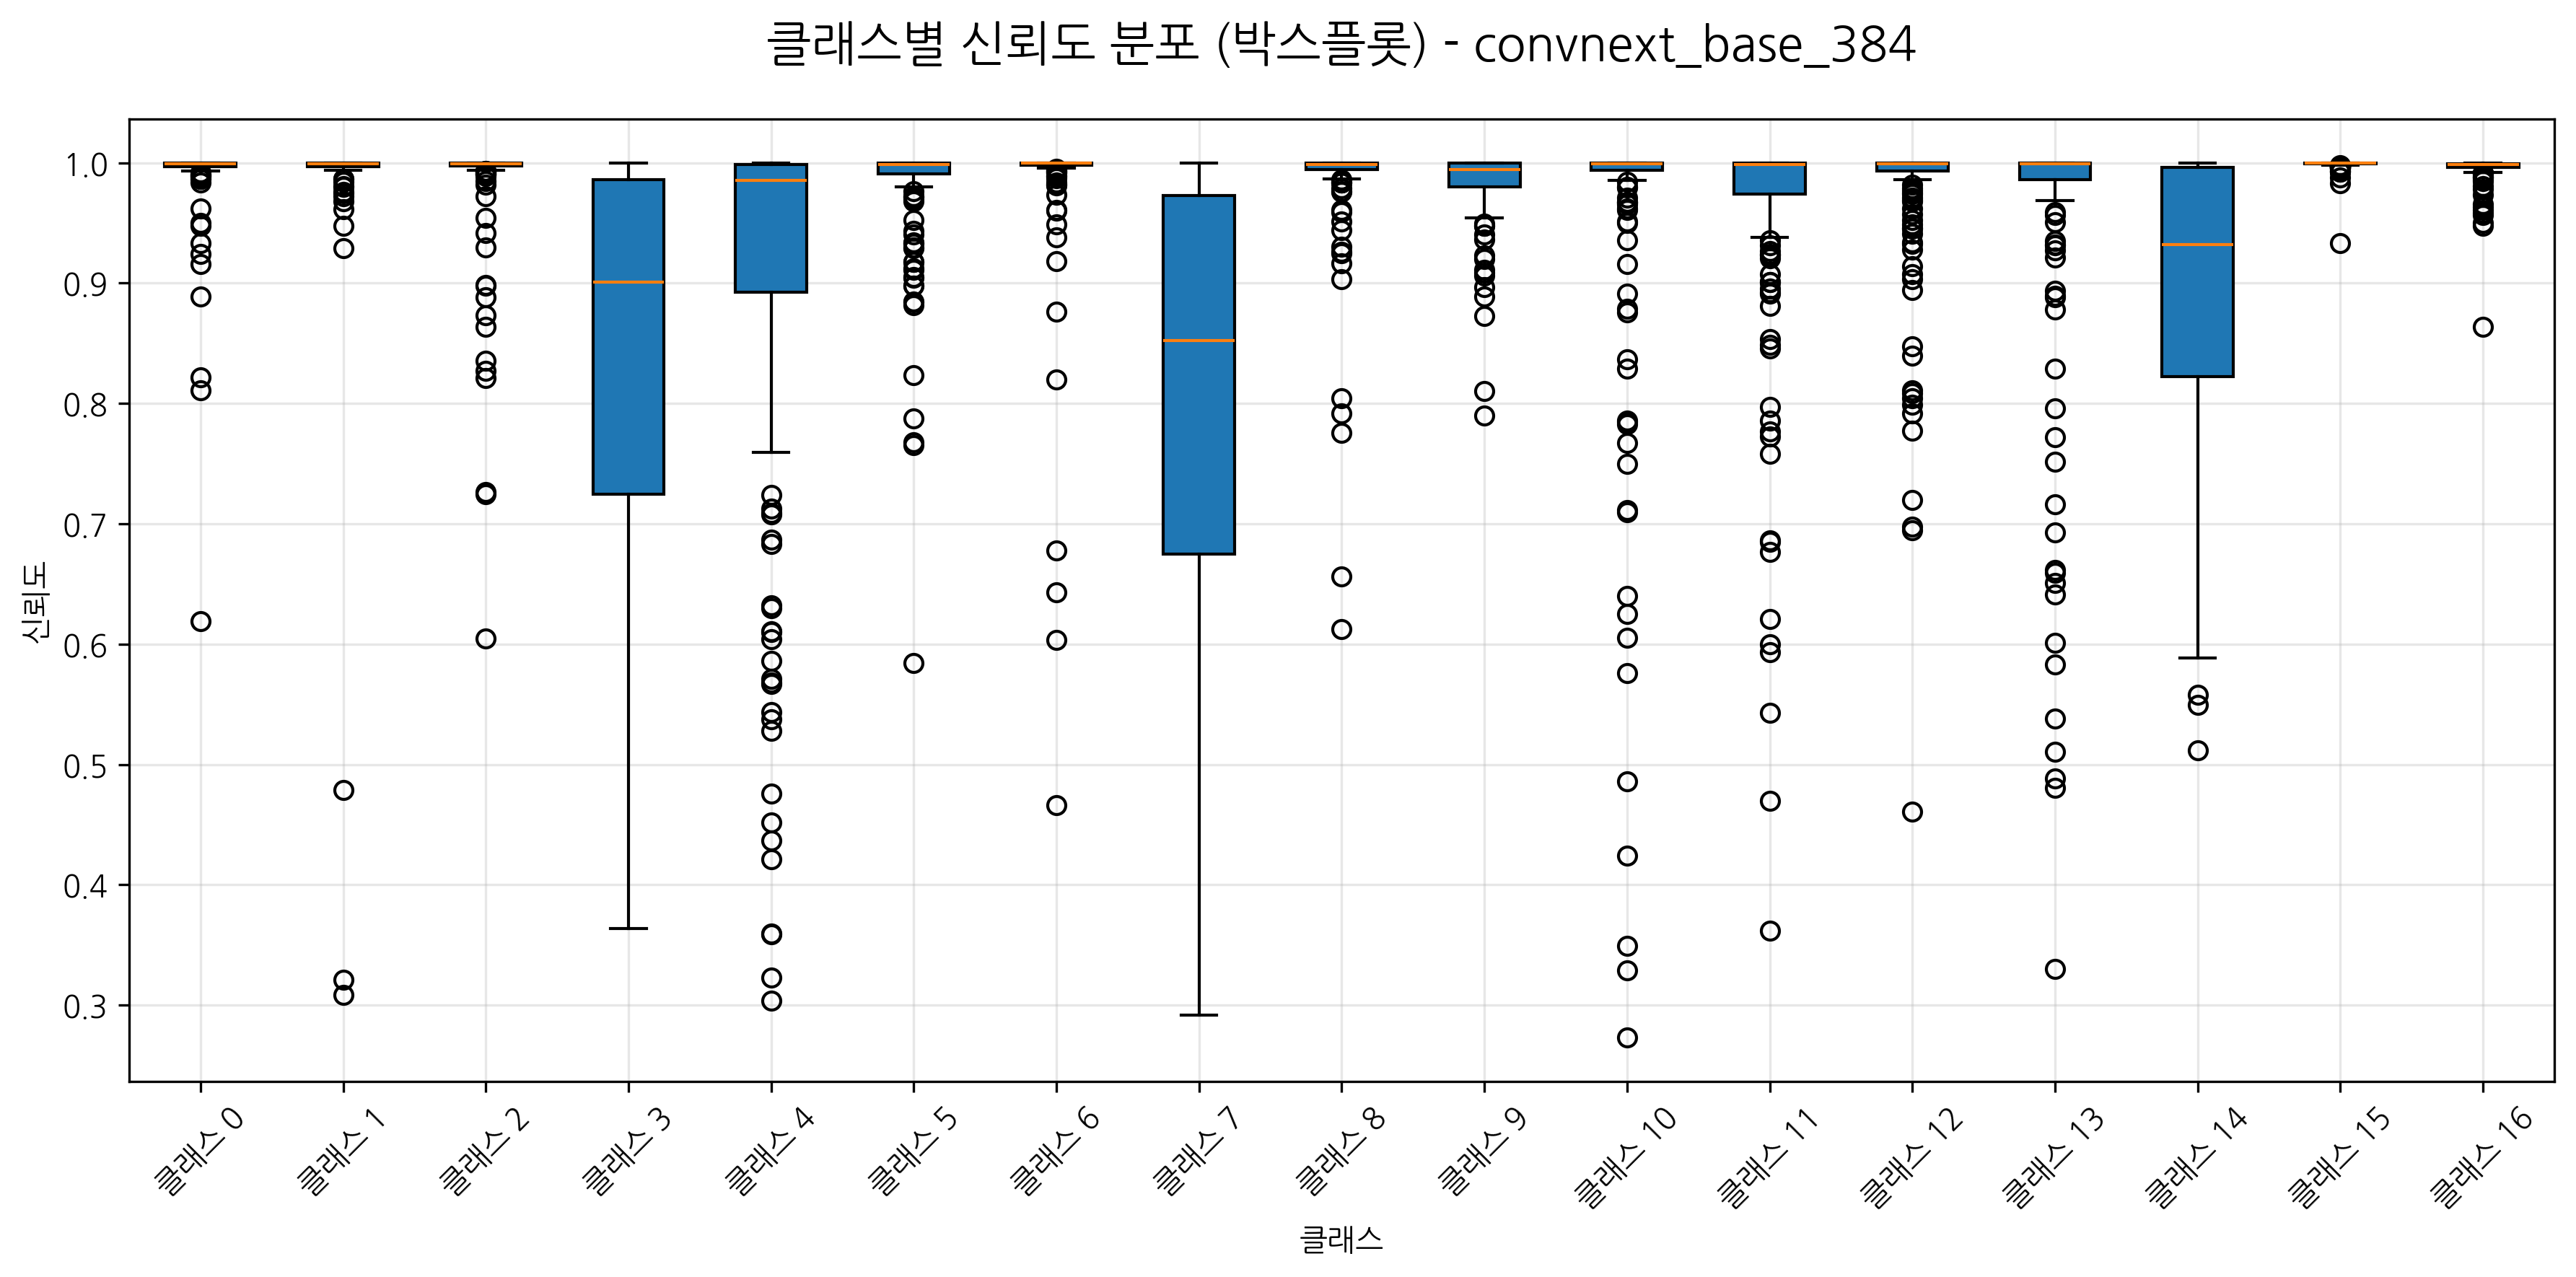 클래스별 신뢰도 분포 (박스플롯) - convnext_base_384
신뢰도
1.0
0.9
0.8
0.7
0.6
0.5
0.4
0.3
클래스 0
클래스 1
클래스 2
클래스 3
클래스 4
클래스 5
클래스 6
클래스 7
클래스 8
클래스 9
클래스 10
클래스 11
클래스 12
클래스 13
클래스 14
클래스 15
클래스 16
클래스